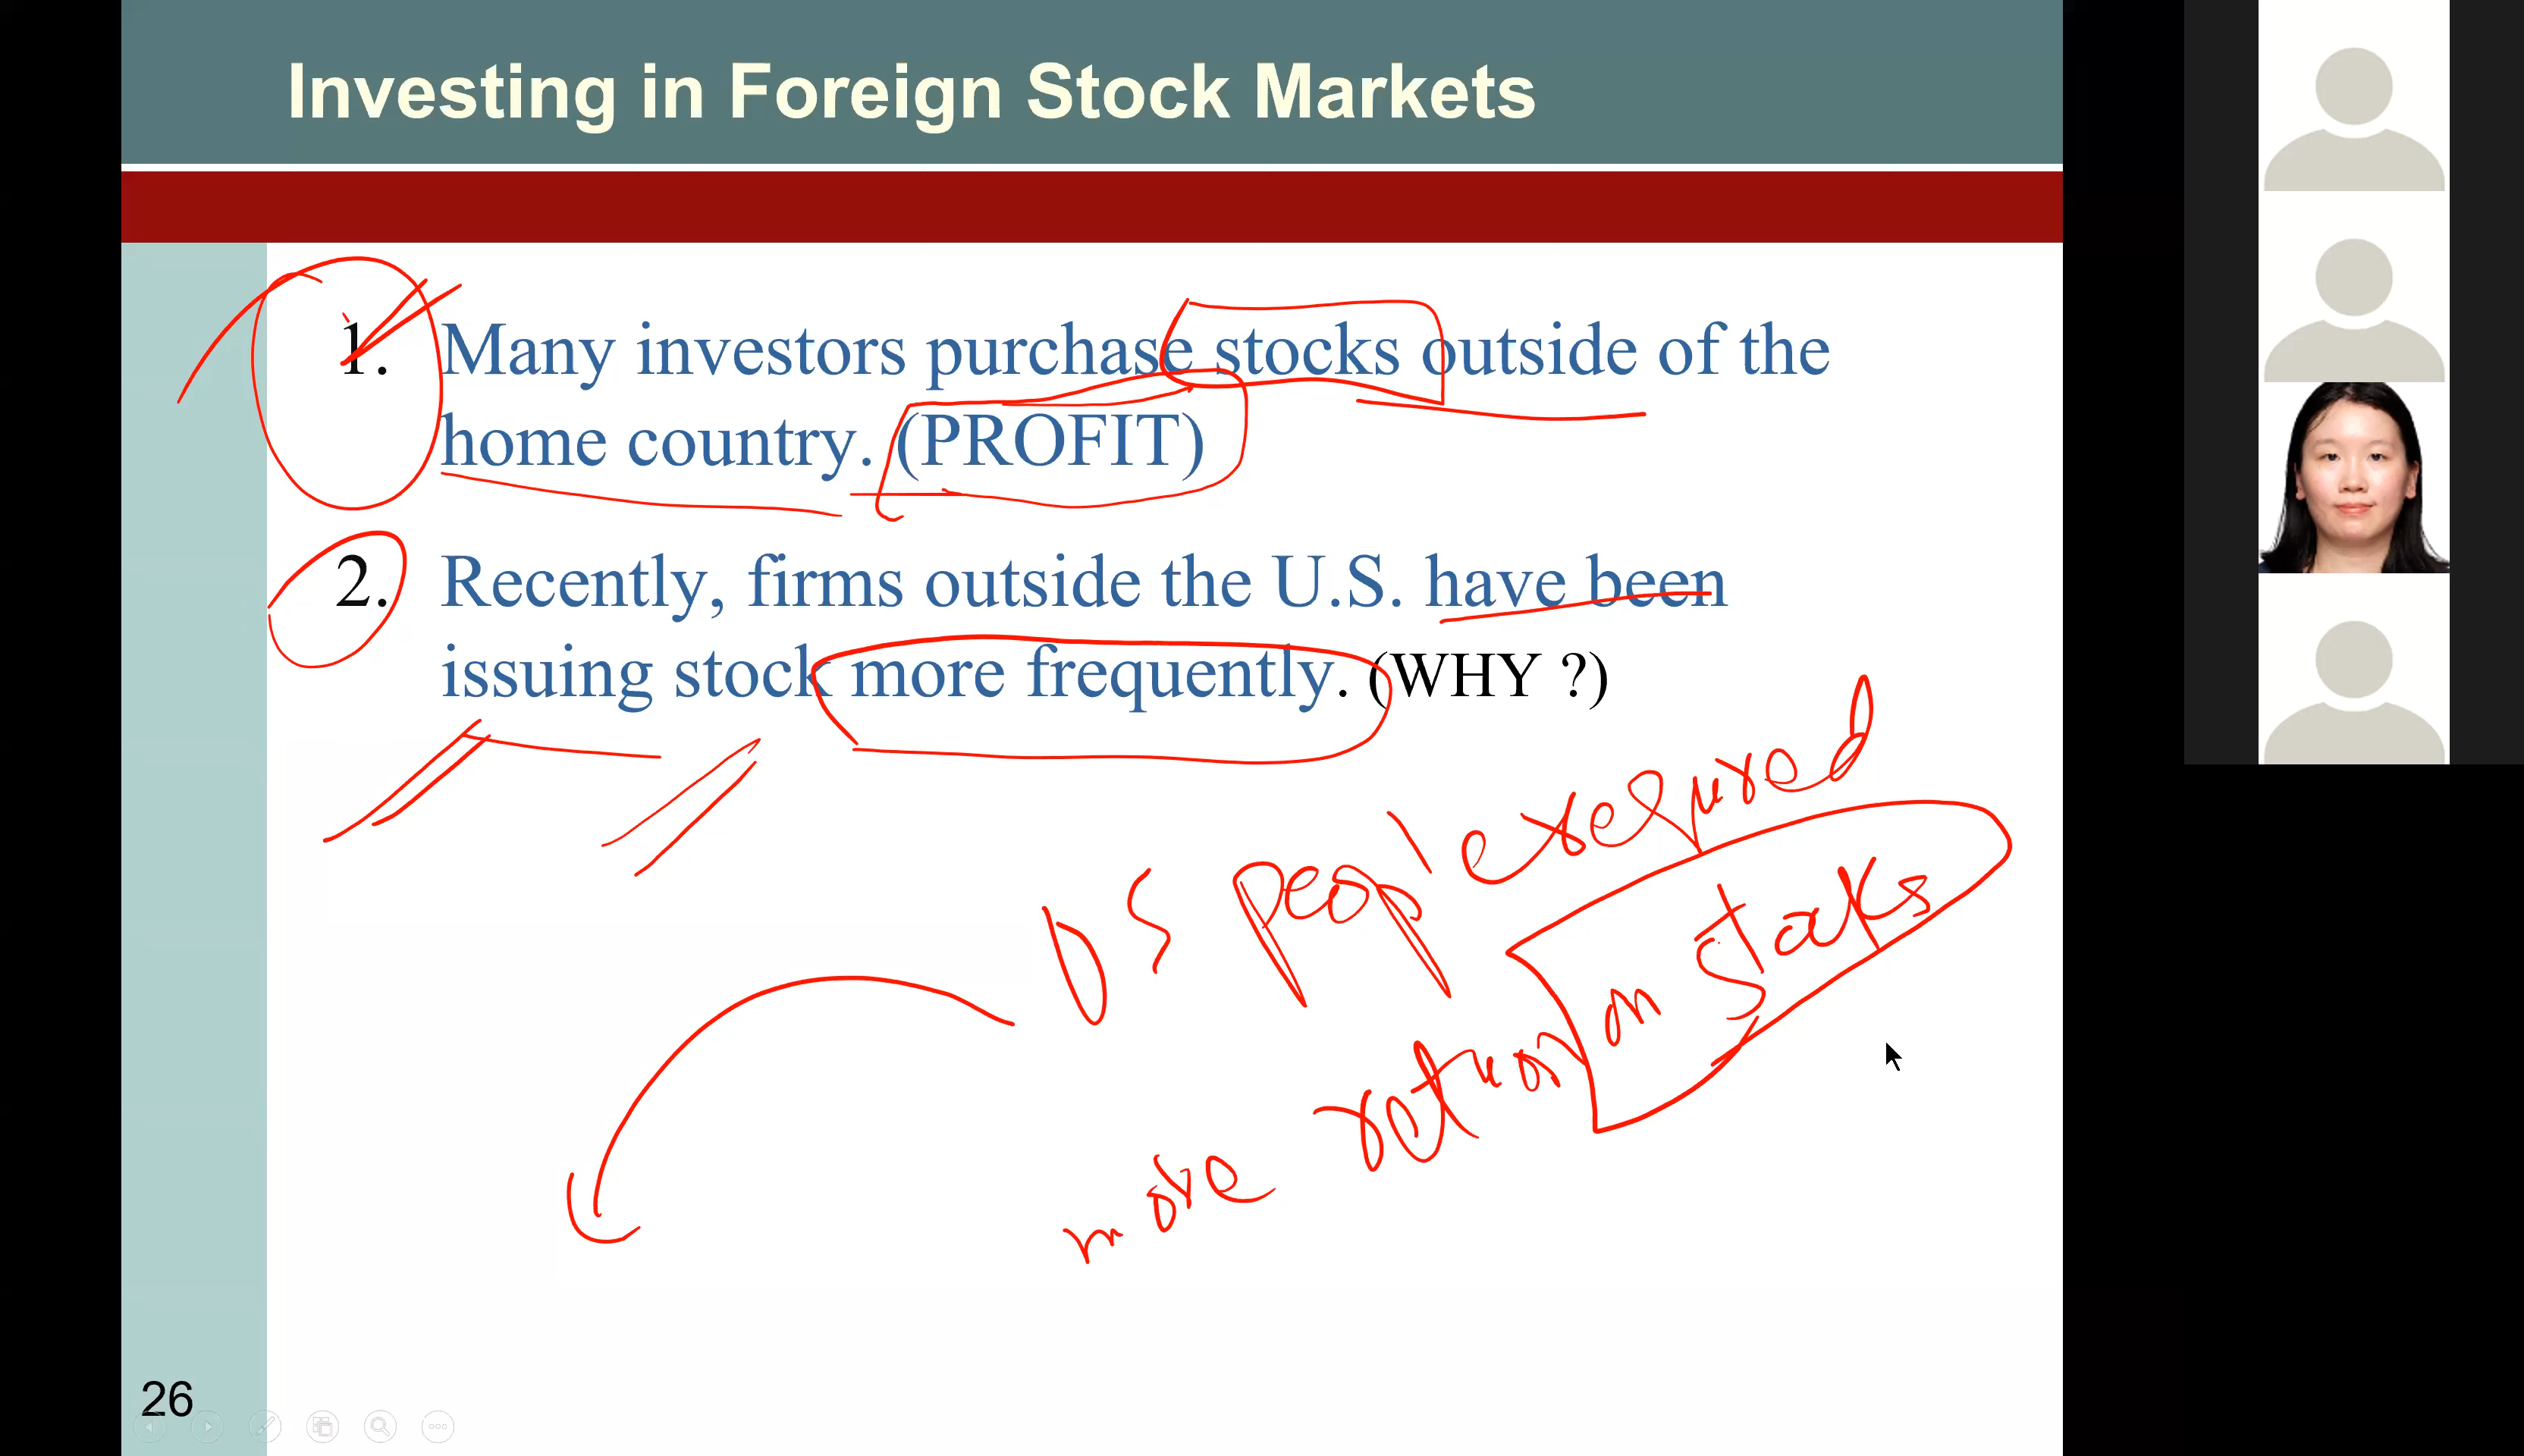 Investing in Foreign Stock Markets
1. Many investors purchase stocks outside of the
home country. (PROFIT)
2. Recently, firms outside the U.S. have been
issuing stock more frequently. (WHY ?)
US people required
more return on stocks
26